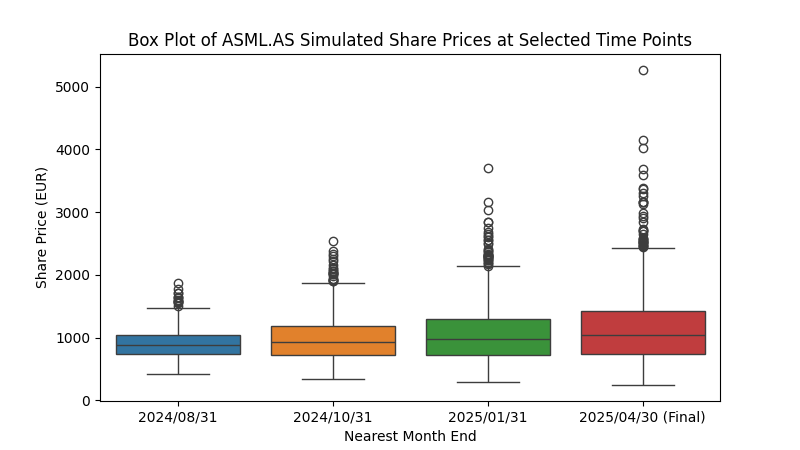 Box Plot of ASML.AS Simulated Share Prices at Selected Time Points
5000
4000
3000
2000
1000
0
Share Price (EUR)
2024/08/31 2024/10/31 2025/01/31 2025/04/30 (Final)
Nearest Month End